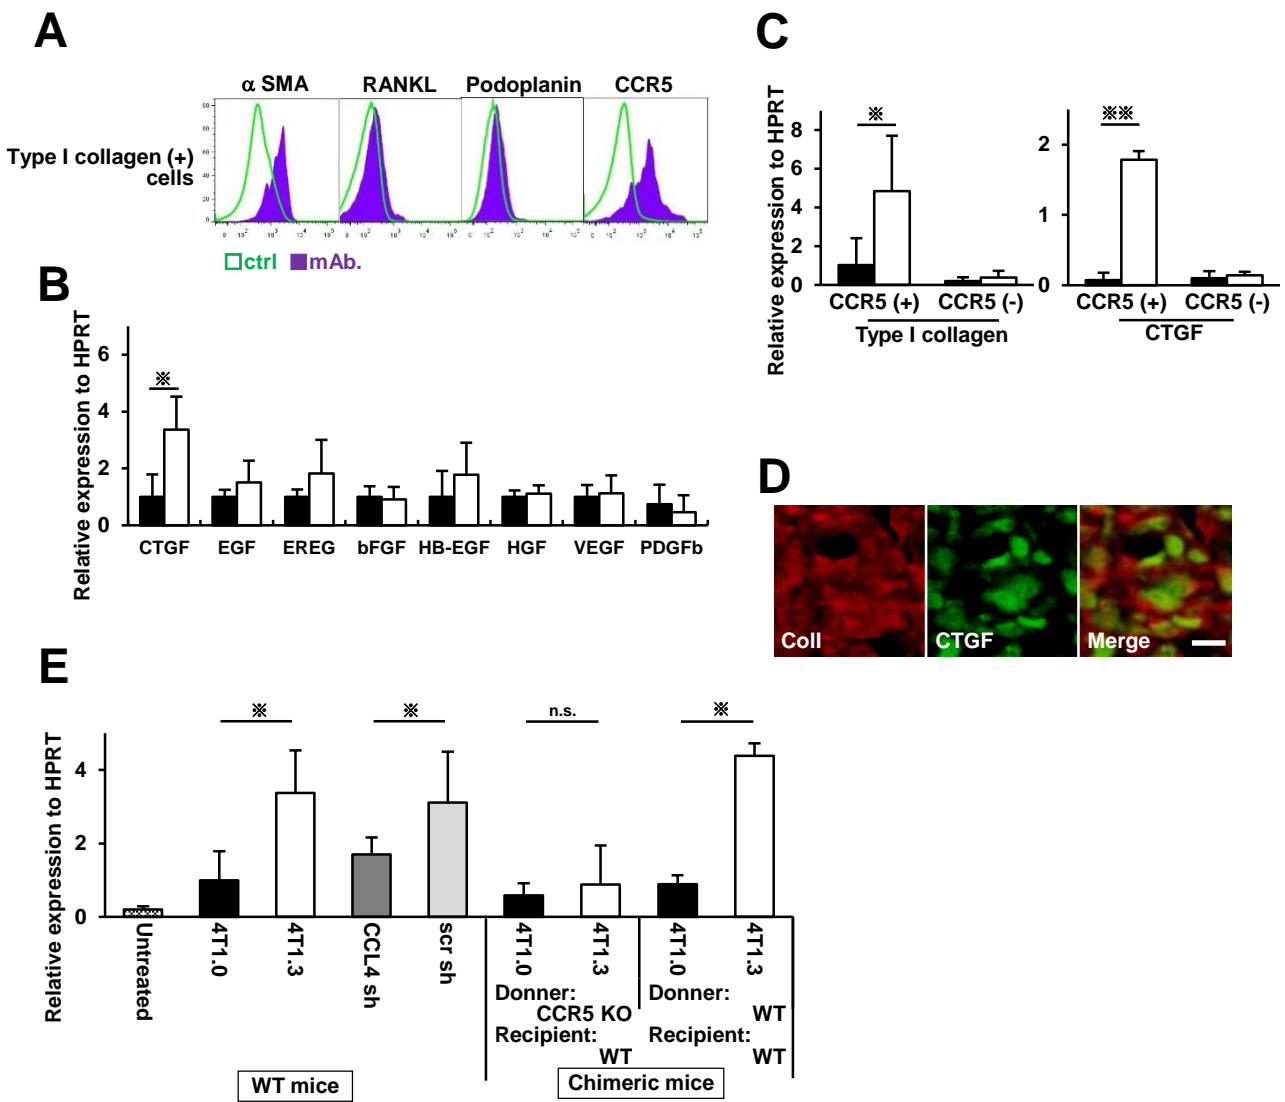 A
α SMA
RANKL
Podoplanin
CCR5
Type I collagen (+)
cells
ctrl
mAb.
B
Relative expression to HPRT
6
4
2
0
※
CTGF
EGF
EREG
bFGF
HB-EGF
HGF
VEGF
PDGFb
C
Relative expression to HPRT
8
6
4
2
0
※
CCR5 (+)
CCR5 (-)
Type I collagen
2
1
0
※※
CCR5 (+)
CCR5 (-)
CTGF
D
ColI
CTGF
Merge
E
Relative expression to HPRT
4
2
0
※
※
n.s.
※
Untreated
4T1.0
4T1.3
CCL4 sh
scr sh
4T1.0
4T1.3
4T1.0
4T1.3
Donner:
CCR5 KO
Recipient:
WT
Donner:
WT
Recipient:
WT
WT mice
Chimeric mice